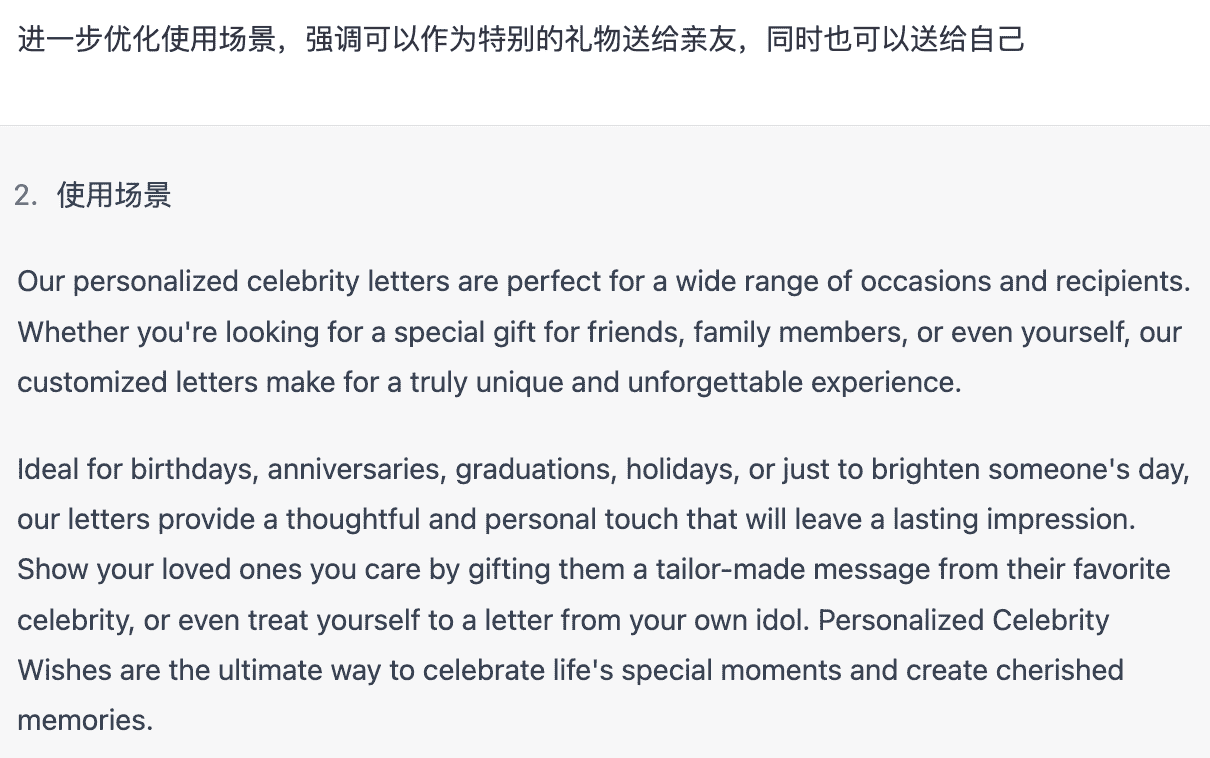 进一步优化使用场景，强调可以作为特别的礼物送给亲友，同时也可以送给自己
2. 使用场景
Our personalized celebrity letters are perfect for a wide range of occasions and recipients.
Whether you're looking for a special gift for friends, family members, or even yourself, our
customized letters make for a truly unique and unforgettable experience.
Ideal for birthdays, anniversaries, graduations, holidays, or just to brighten someone's day,
our letters provide a thoughtful and personal touch that will leave a lasting impression.
Show your loved ones you care by gifting them a tailor-made message from their favorite
celebrity, or even treat yourself to a letter from your own idol. Personalized Celebrity
Wishes are the ultimate way to celebrate life's special moments and create cherished
memories.